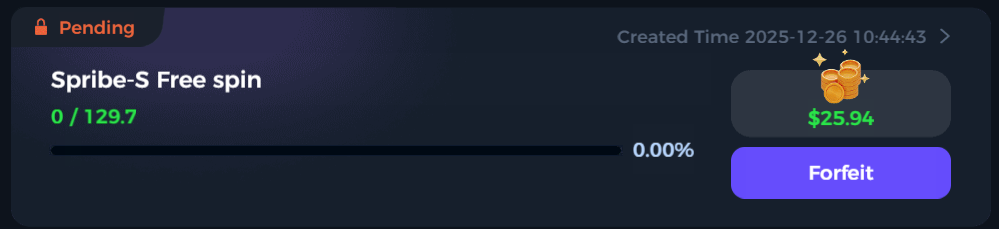 Pending
Created Time 2025-12-26 10:44:43
Spribe-S Free spin
0 / 129.7
0.00%
$25.94
Forfeit